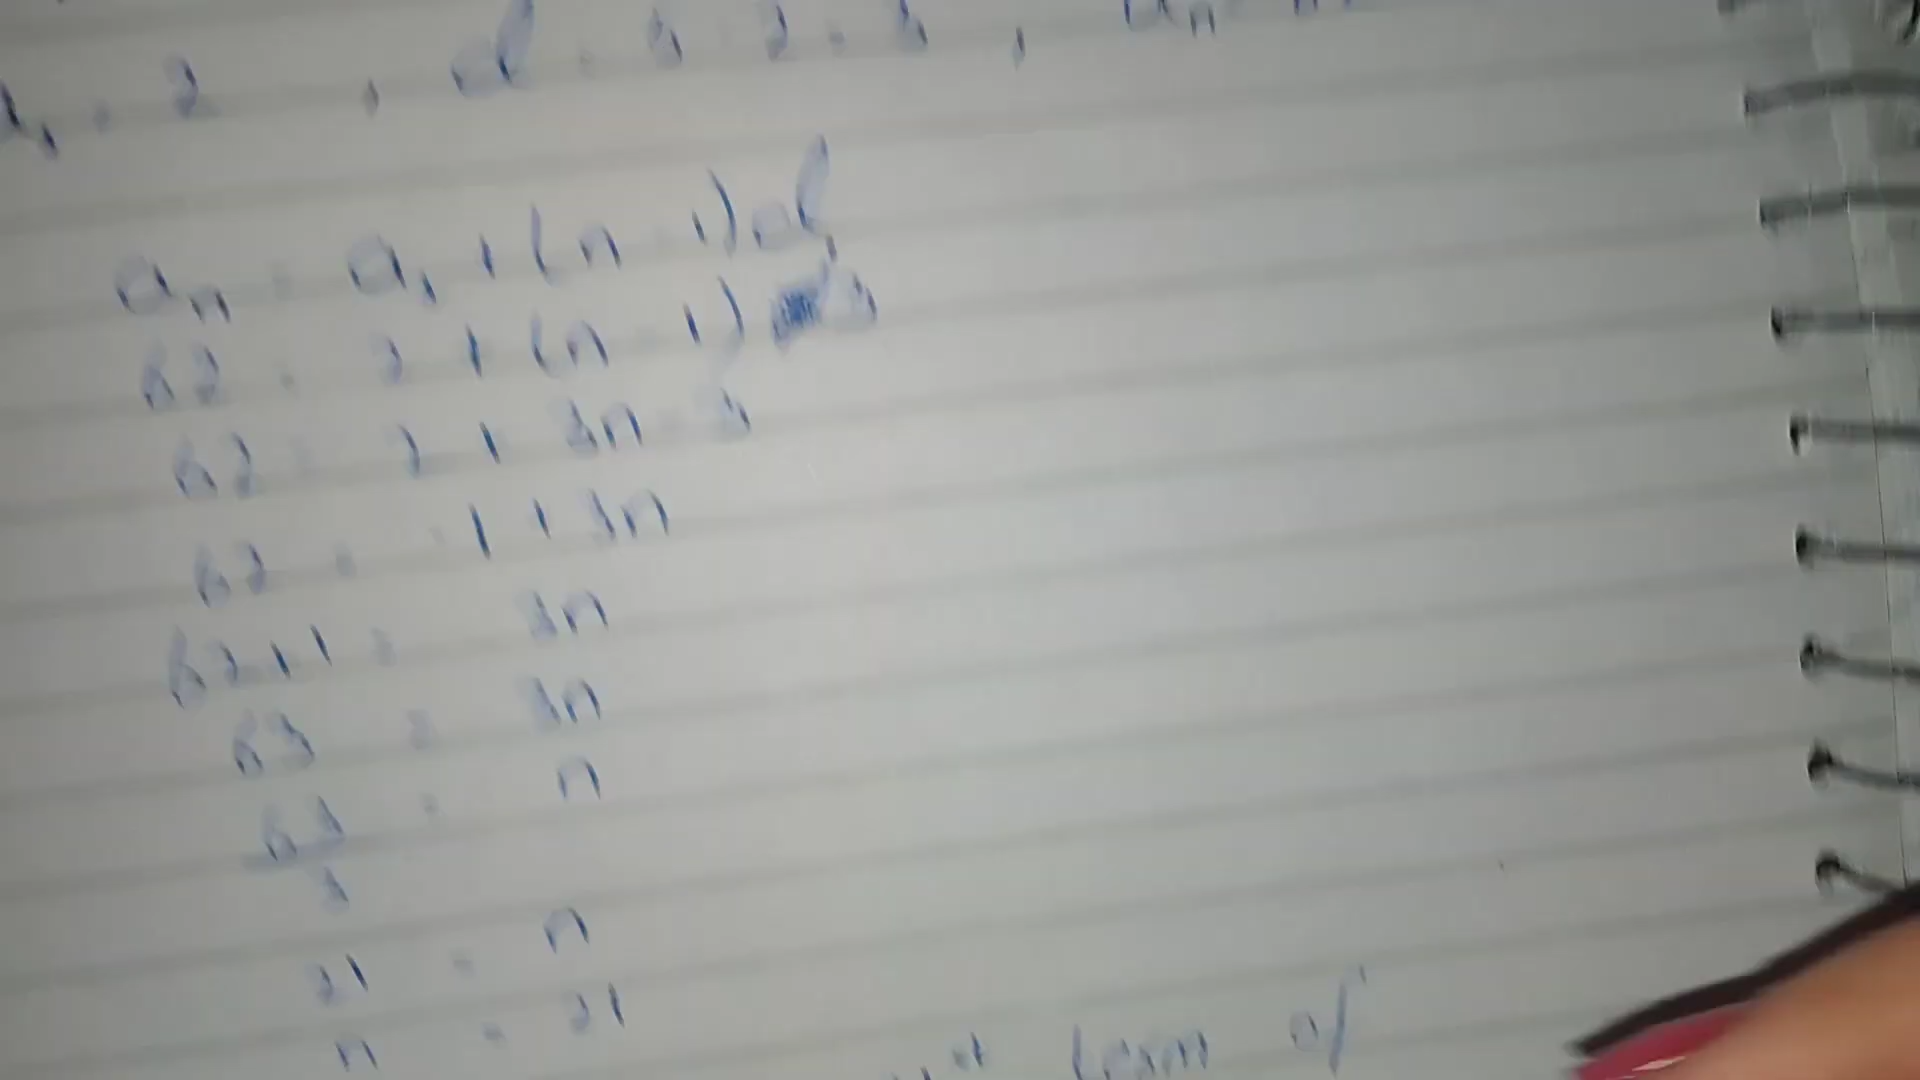 a₁ = 2 , d = 5 - 2 = 3 , aₙ =
aₙ = a₁ + (n - 1)d
62 = 2 + (n - 1) 3
62 = 2 + 3n - 3
62 = -1 + 3n
62 + 1 = 3n
63 = 3n
63/3 = n
21 = n
n = 21
term of